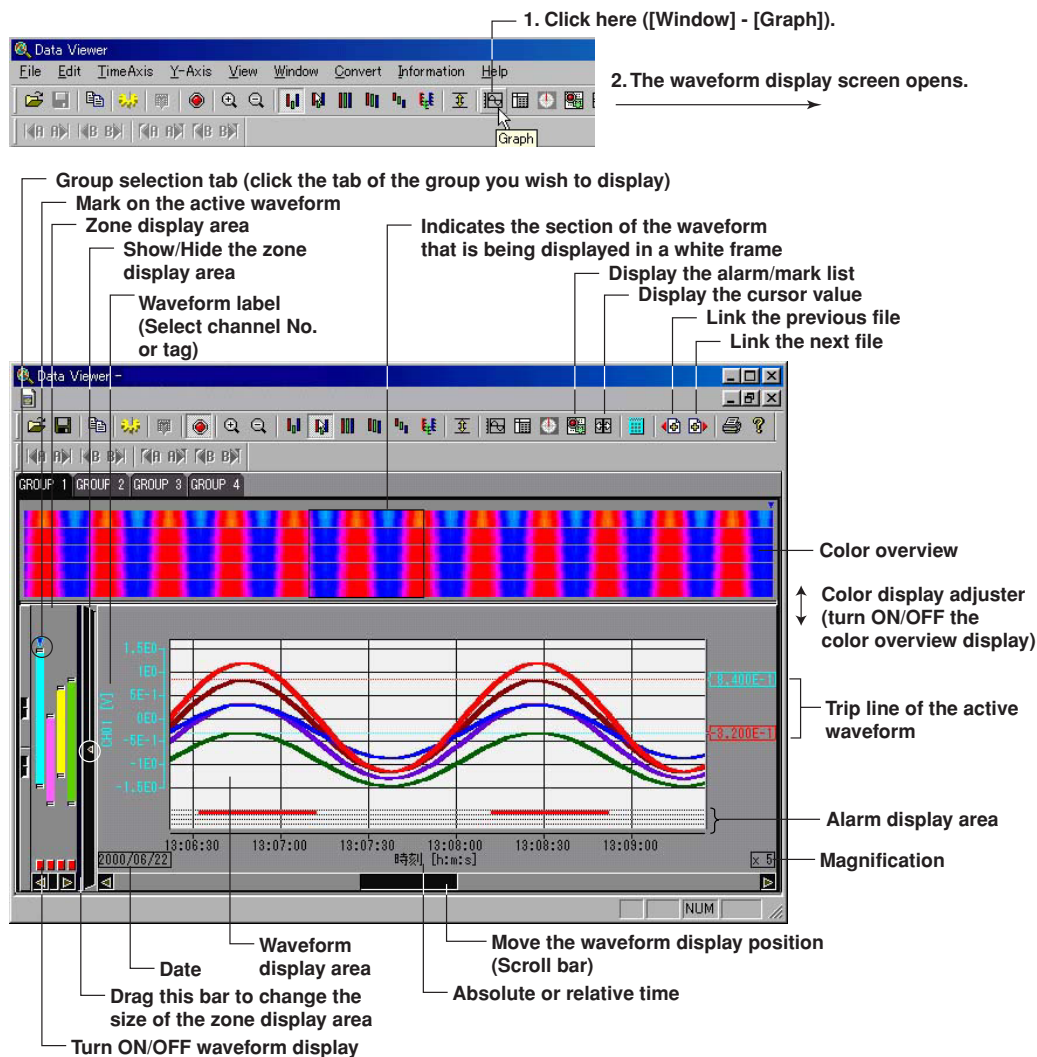 1. Click here ([Window] - [Graph]).
Data Viewer
File Edit TimeAxis Y-Axis View Window Convert Information Help
2. The waveform display screen opens.
A A B B A A B B
Graph
Group selection tab (click the tab of the group you wish to display)
Mark on the active waveform
Zone display area
Show/Hide the zone
display area
Waveform label
(Select channel No.
or tag)
Indicates the section of the waveform
that is being displayed in a white frame
Display the alarm/mark list
Display the cursor value
Link the previous file
Link the next file
Data Viewer -
A A B B A A B B
GROUP 1 GROUP 2 GROUP 3 GROUP 4
Color overview
Color display adjuster
(turn ON/OFF the
color overview display)
1.5E0
1E0
5E-1
0E0
-5E-1
-1E0
-1.5E0
CH01 [V]
8.400E-1
-3.200E-1
Trip line of the active
waveform
Alarm display area
13:06:30 13:07:00 13:07:30 13:08:00 13:08:30 13:09:00
2000/06/22 時刻 [h:m:s] x 5
Magnification
NUM
Waveform
display area
Move the waveform display position
(Scroll bar)
Date
Absolute or relative time
Drag this bar to change the
size of the zone display area
Turn ON/OFF waveform display